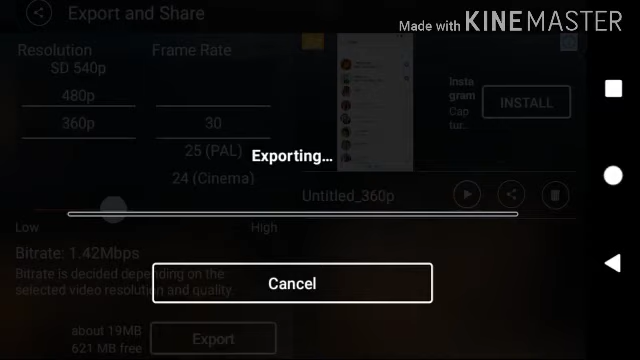 Export and Share
Made with KINEMASTER
Resolution
Frame Rate
SD 540p
480p
360p
30
25 (PAL)
24 (Cinema)
Insta
gram
Cap
tur..
INSTALL
Exporting...
Untitled_360p
Low
High
Bitrate: 1.42Mbps
Bitrate is decided depending on the
selected video resolution and quality.
Cancel
about 19MB
621 MB free
Export